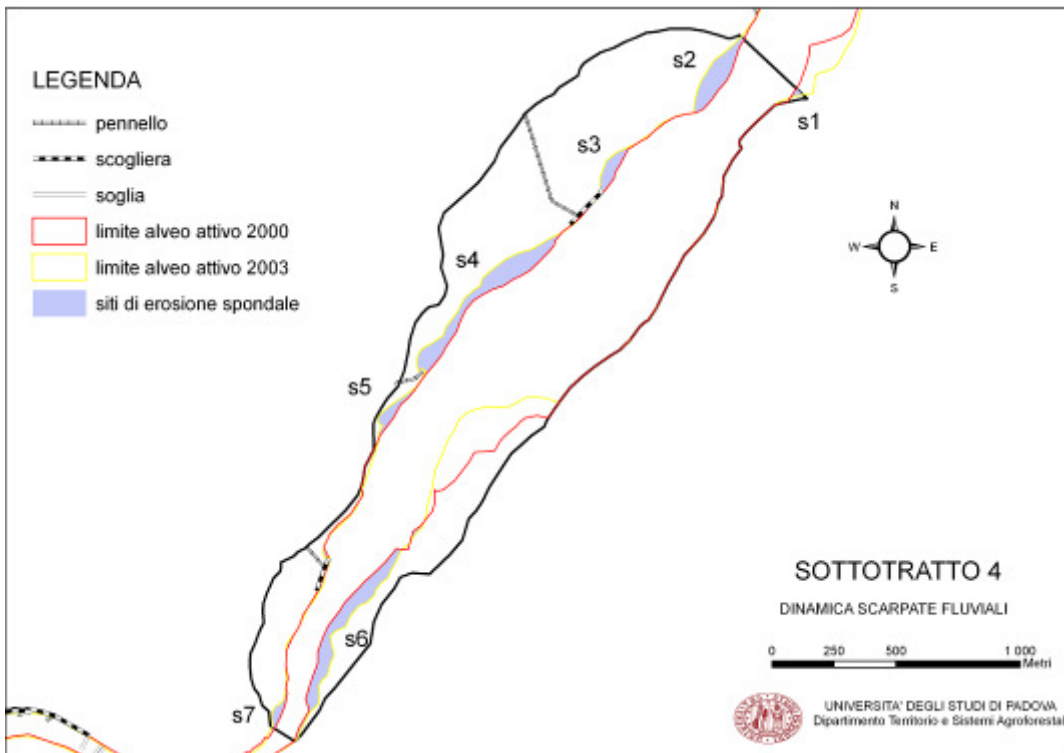 LEGENDA
pennello
scogliera
soglia
limite alveo attivo 2000
limite alveo attivo 2003
siti di erosione spondale
s2
s1
s3
s4
s5
s6
s7
N
W
E
S
SOTTOTRATTO 4
DINAMICA SCARPATE FLUVIALI
0 250 500 1 000
Metri
UNIVERSITA' DEGLI STUDI DI PADOVA
Dipartimento Territorio e Sistemi Agroforestal